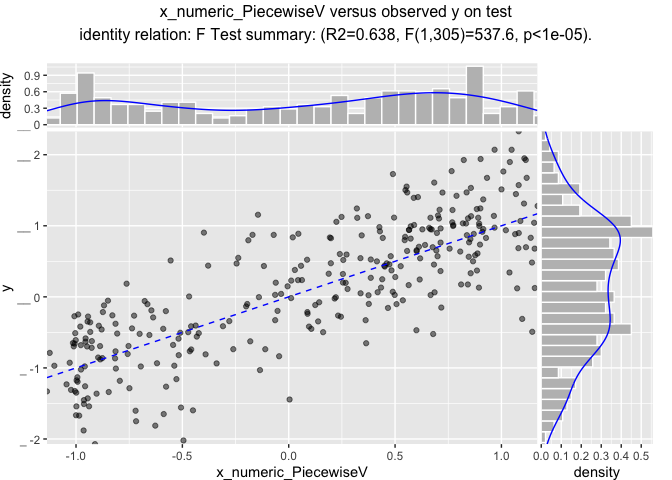 x_numeric_PiecewiseV versus observed y on test
identity relation: F Test summary: (R2=0.638, F(1,305)=537.6, p<1e-05).
density
0.9
0.6
0.3
0
y
2
1
0
-1
-2
-1.0 -0.5 0.0 0.5 1.0
x_numeric_PiecewiseV
0.0 0.1 0.2 0.3 0.4 0.5
density